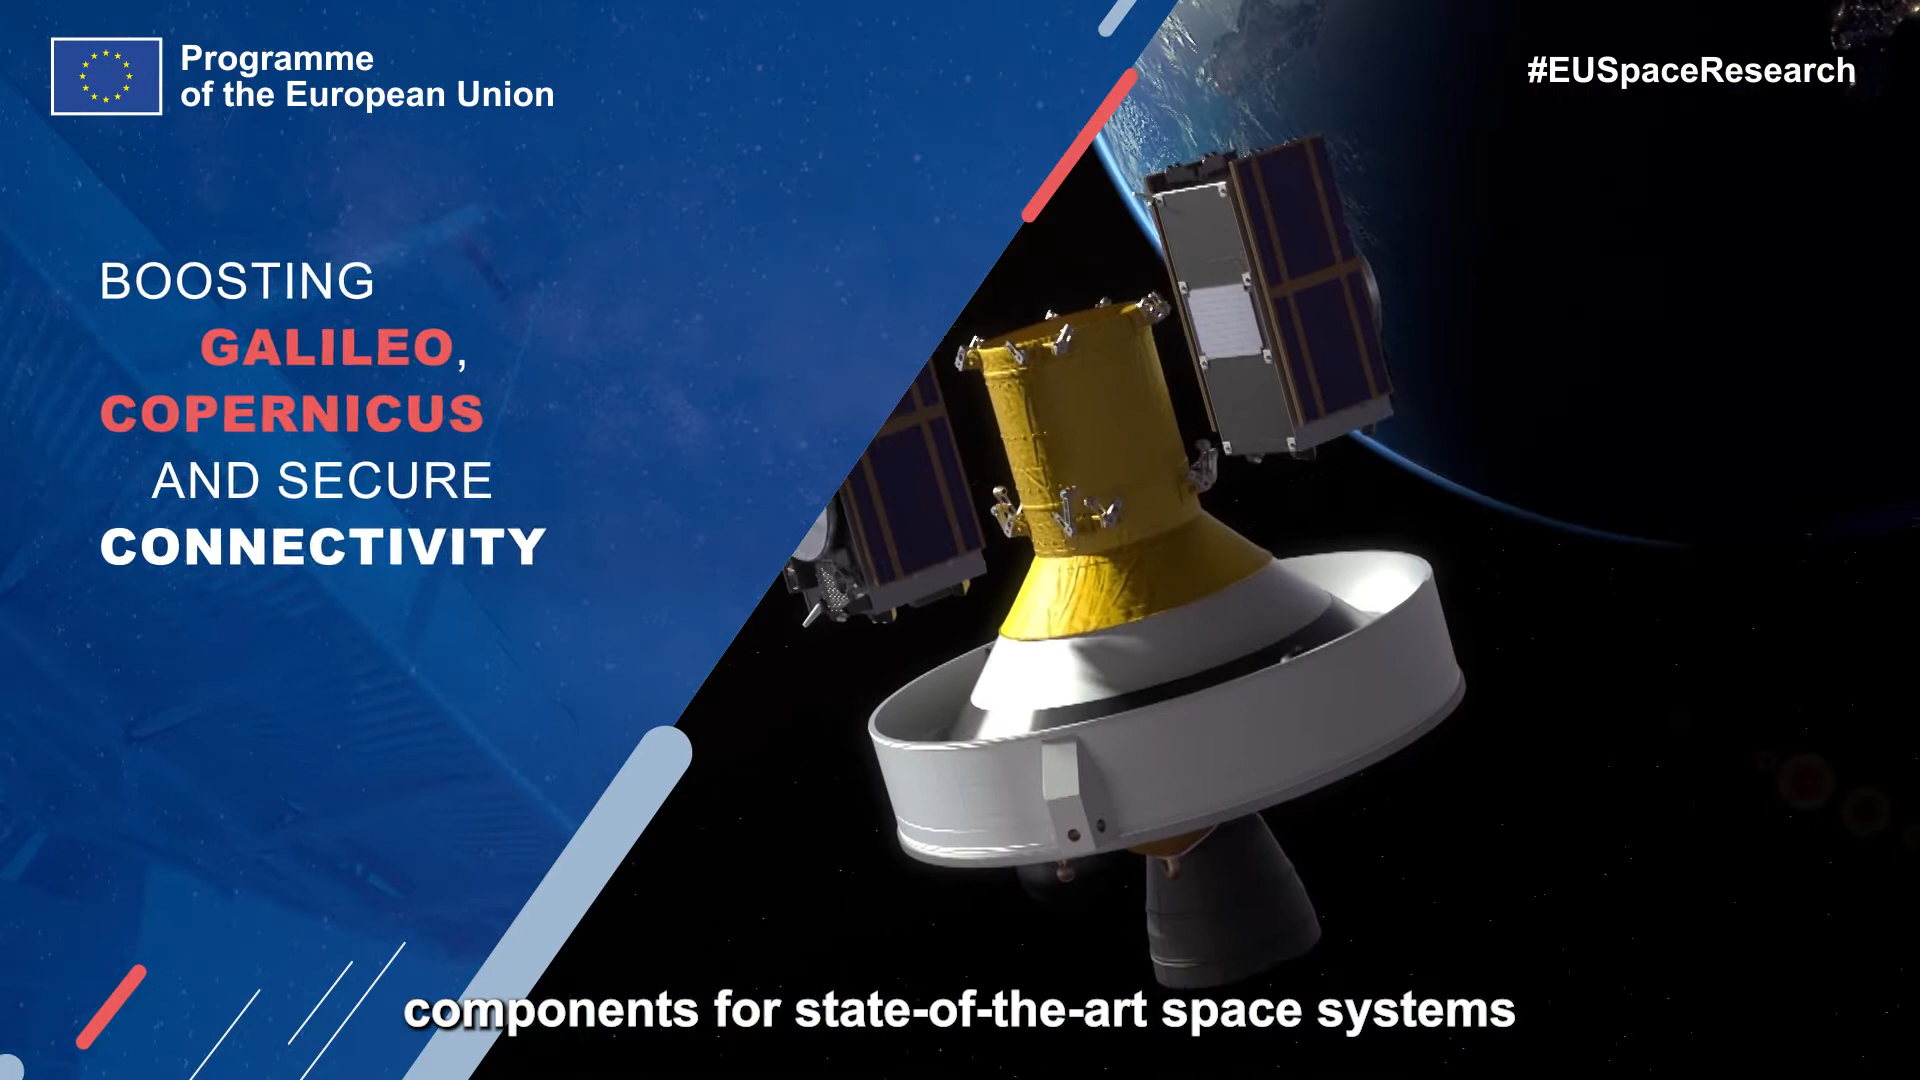 Programme
of the European Union
#EUSpaceResearch
BOOSTING
GALILEO,
COPERNICUS
AND SECURE
CONNECTIVITY
components for state-of-the-art space systems